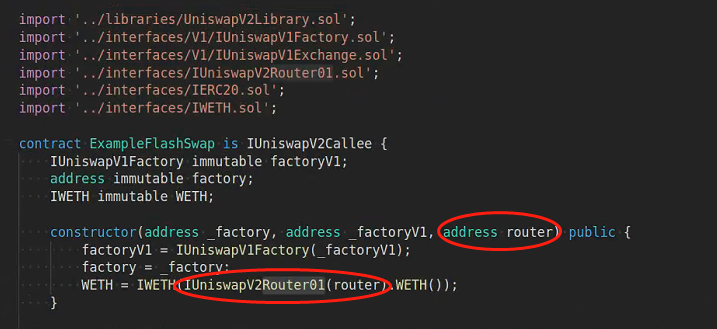 import '../libraries/UniswapV2Library.sol';
import '../interfaces/V1/IUniswapV1Factory.sol';
import '../interfaces/V1/IUniswapV1Exchange.sol';
import '../interfaces/IUniswapV2Router01.sol';
import '../interfaces/IERC20.sol';
import '../interfaces/IWETH.sol';
contract ExampleFlashSwap is IUniswapV2Callee {
IUniswapV1Factory immutable factoryV1;
address immutable factory;
IWETH immutable WETH;
constructor(address _factory, address _factoryV1, address router) public {
factoryV1 = IUniswapV1Factory(_factoryV1);
factory = _factory;
WETH = IWETH(IUniswapV2Router01(router).WETH());
}